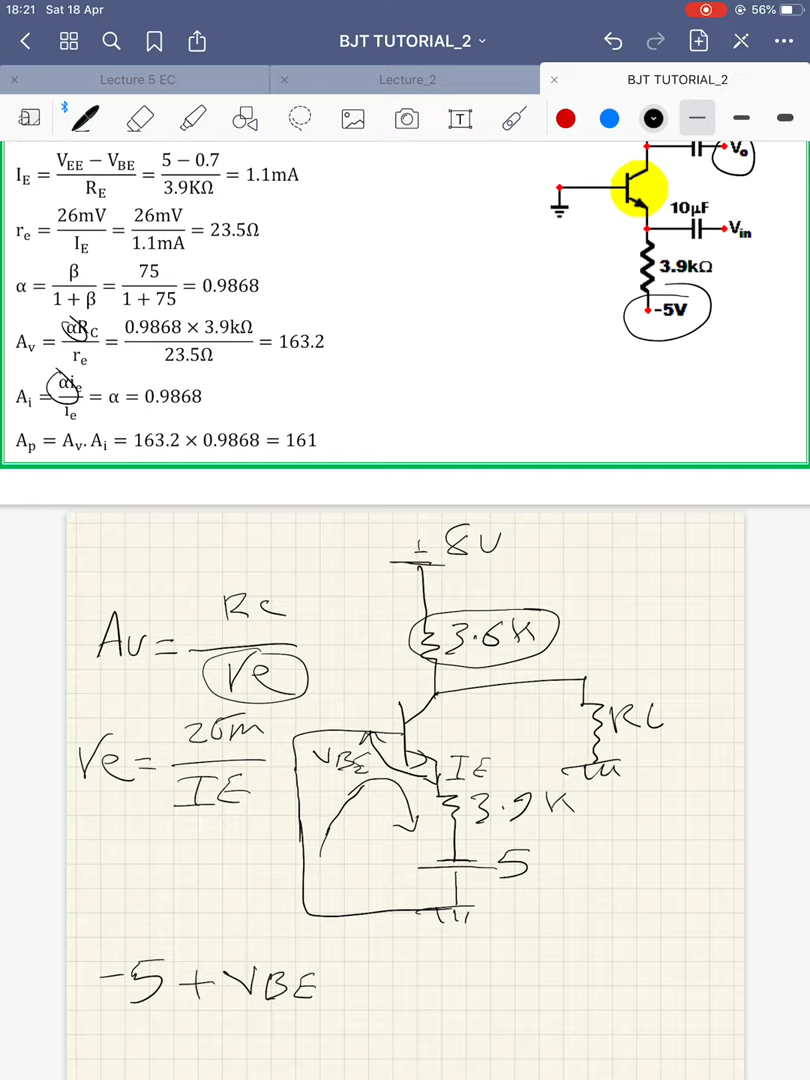 18:21 Sat 18 Apr 56%
BJT TUTORIAL_2
Lecture 5 EC
Lecture_2
BJT TUTORIAL_2
I_E = (V_EE − V_BE) / R_E = (5 − 0.7) / 3.9KΩ = 1.1mA
r_e = 26mV / I_E = 26mV / 1.1mA = 23.5Ω
α = β / (1 + β) = 75 / (1 + 75) = 0.9868
A_v = αR_C / r_e = (0.9868 × 3.9kΩ) / 23.5Ω = 163.2
A_i = αi_e / i_e = α = 0.9868
A_p = A_v. A_i = 163.2 × 0.9868 = 161
V_o
10μF
V_in
3.9kΩ
-5V
8V
3.6K
RL
VBE
IE
3.9K
5
AV = RC / re
re = 26m / IE
-5 + VBE